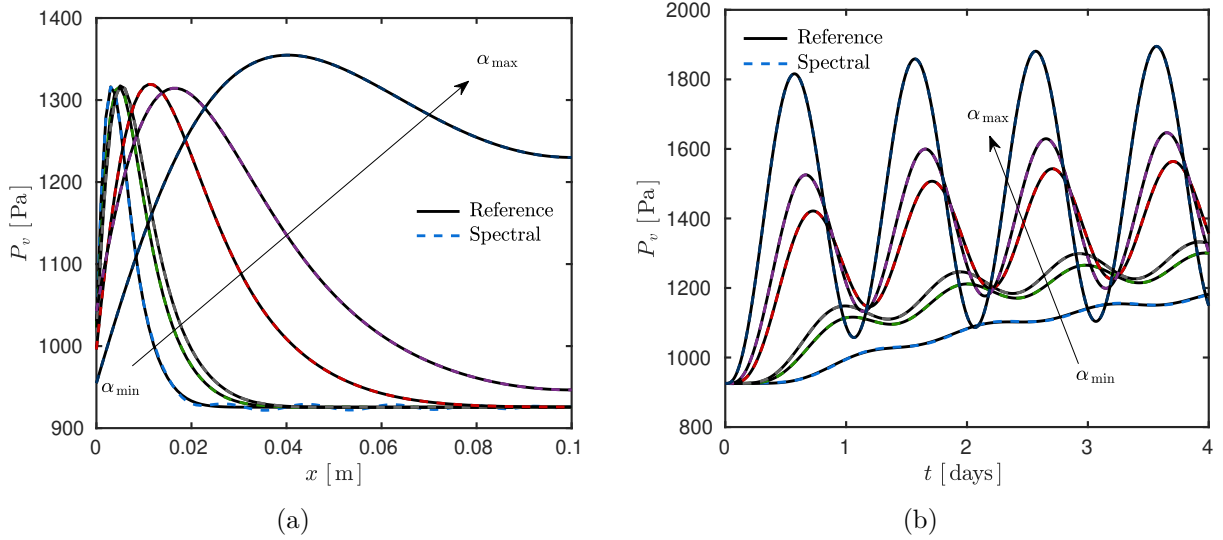 1400
1300
1200
1100
1000
900
P_v [Pa]
0
0.02
0.04
0.06
0.08
0.1
x [m]
α_max
α_min
Reference
Spectral
(a)
2000
1800
1600
1400
1200
1000
800
P_v [Pa]
0
1
2
3
4
t [days]
Reference
Spectral
α_max
α_min
(b)